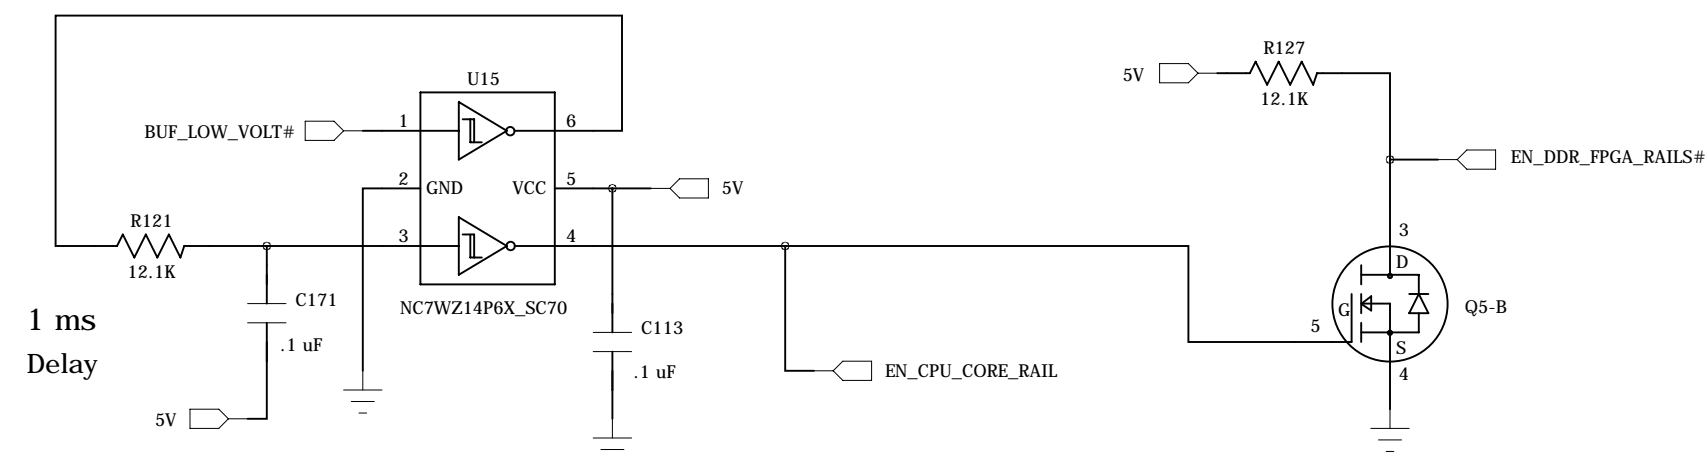 R127
5V
12.1K
U15
BUF_LOW_VOLT#
1
6
EN_DDR_FPGA_RAILS#
2
GND
VCC
5
5V
R121
12.1K
3
4
3
D
C171
.1 uF
NC7WZ14P6X_SC70
1 ms
Delay
C113
.1 uF
G
Q5-B
5
S
4
EN_CPU_CORE_RAIL
5V